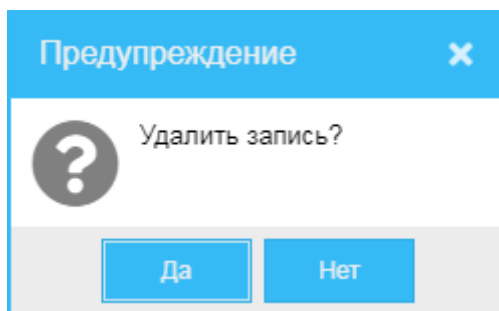 Предупреждение
Удалить запись?
Да
Нет